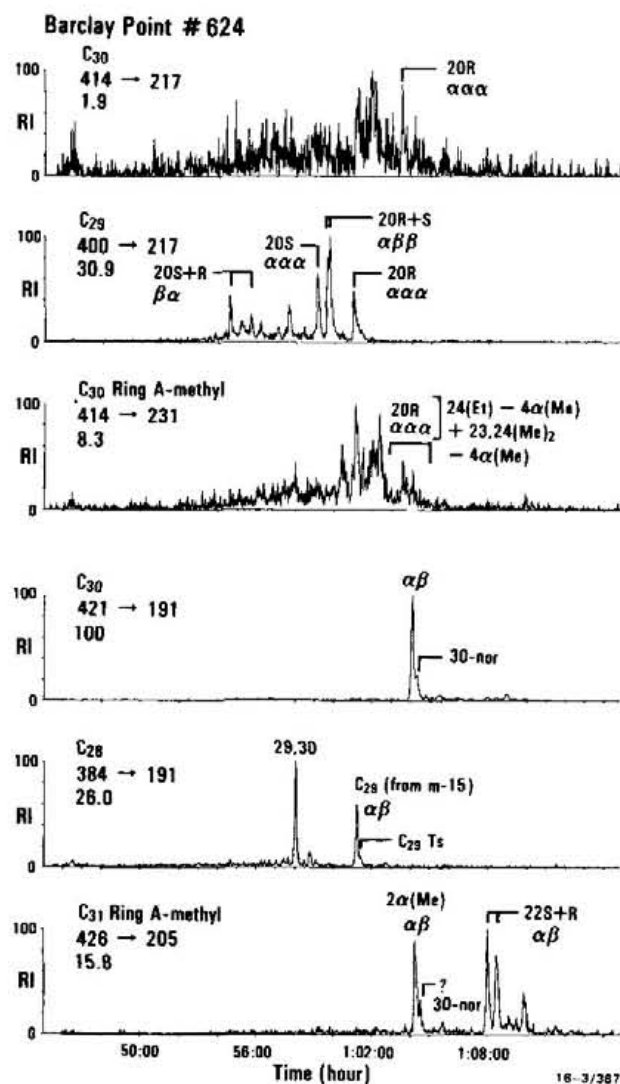 Barclay Point # 624
C30
414 → 217
1.9
100
RI
0
20R
ααα
C29
400 → 217
30.9
100
RI
0
20S+R
βα
20S
ααα
20R+S
αββ
20R
ααα
C30 Ring A-methyl
414 → 231
8.3
100
RI
0
20R
ααα
24(Et) − 4α(Me)
+ 23,24(Me)2
− 4α(Me)
C30
421 → 191
100
100
RI
0
αβ
30-nor
C28
384 → 191
26.0
100
RI
0
29,30
C29 (from m-15)
αβ
C29 Ts
C31 Ring A-methyl
426 → 205
15.8
100
RI
0
2α(Me)
αβ
?
30-nor
22S+R
αβ
50:00 56:00 1:02:00 1:08:00
Time (hour)
16-3/387